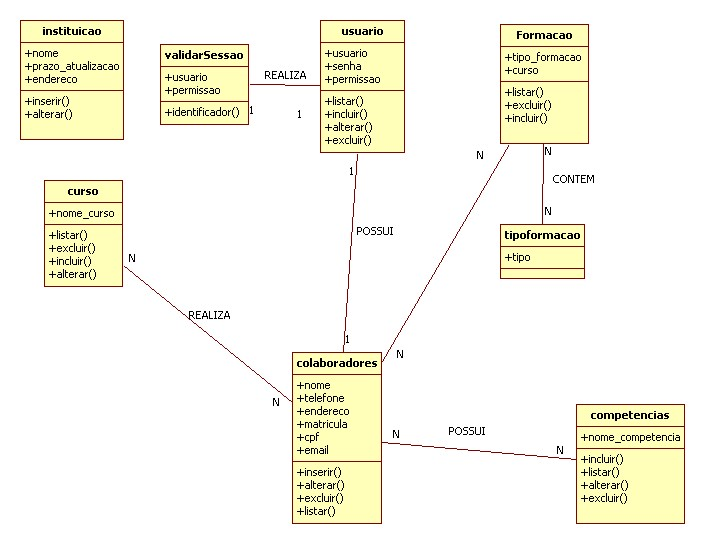 instituicao
+nome
+prazo_atualizacao
+endereco
+inserir()
+alterar()
validarSessao
+usuario
+permissao
+identificador()
1
REALIZA
1
usuario
+usuario
+senha
+permissao
+listar()
+incluir()
+alterar()
+excluir()
Formacao
+tipo_formacao
+curso
+listar()
+excluir()
+incluir()
N
N
CONTEM
N
tipoformacao
+tipo
1
POSSUI
1
curso
+nome_curso
+listar()
+excluir()
+incluir()
+alterar()
N
REALIZA
N
N
colaboradores
+nome
+telefone
+endereco
+matricula
+cpf
+email
+inserir()
+alterar()
+excluir()
+listar()
N
POSSUI
N
competencias
+nome_competencia
+incluir()
+listar()
+alterar()
+excluir()